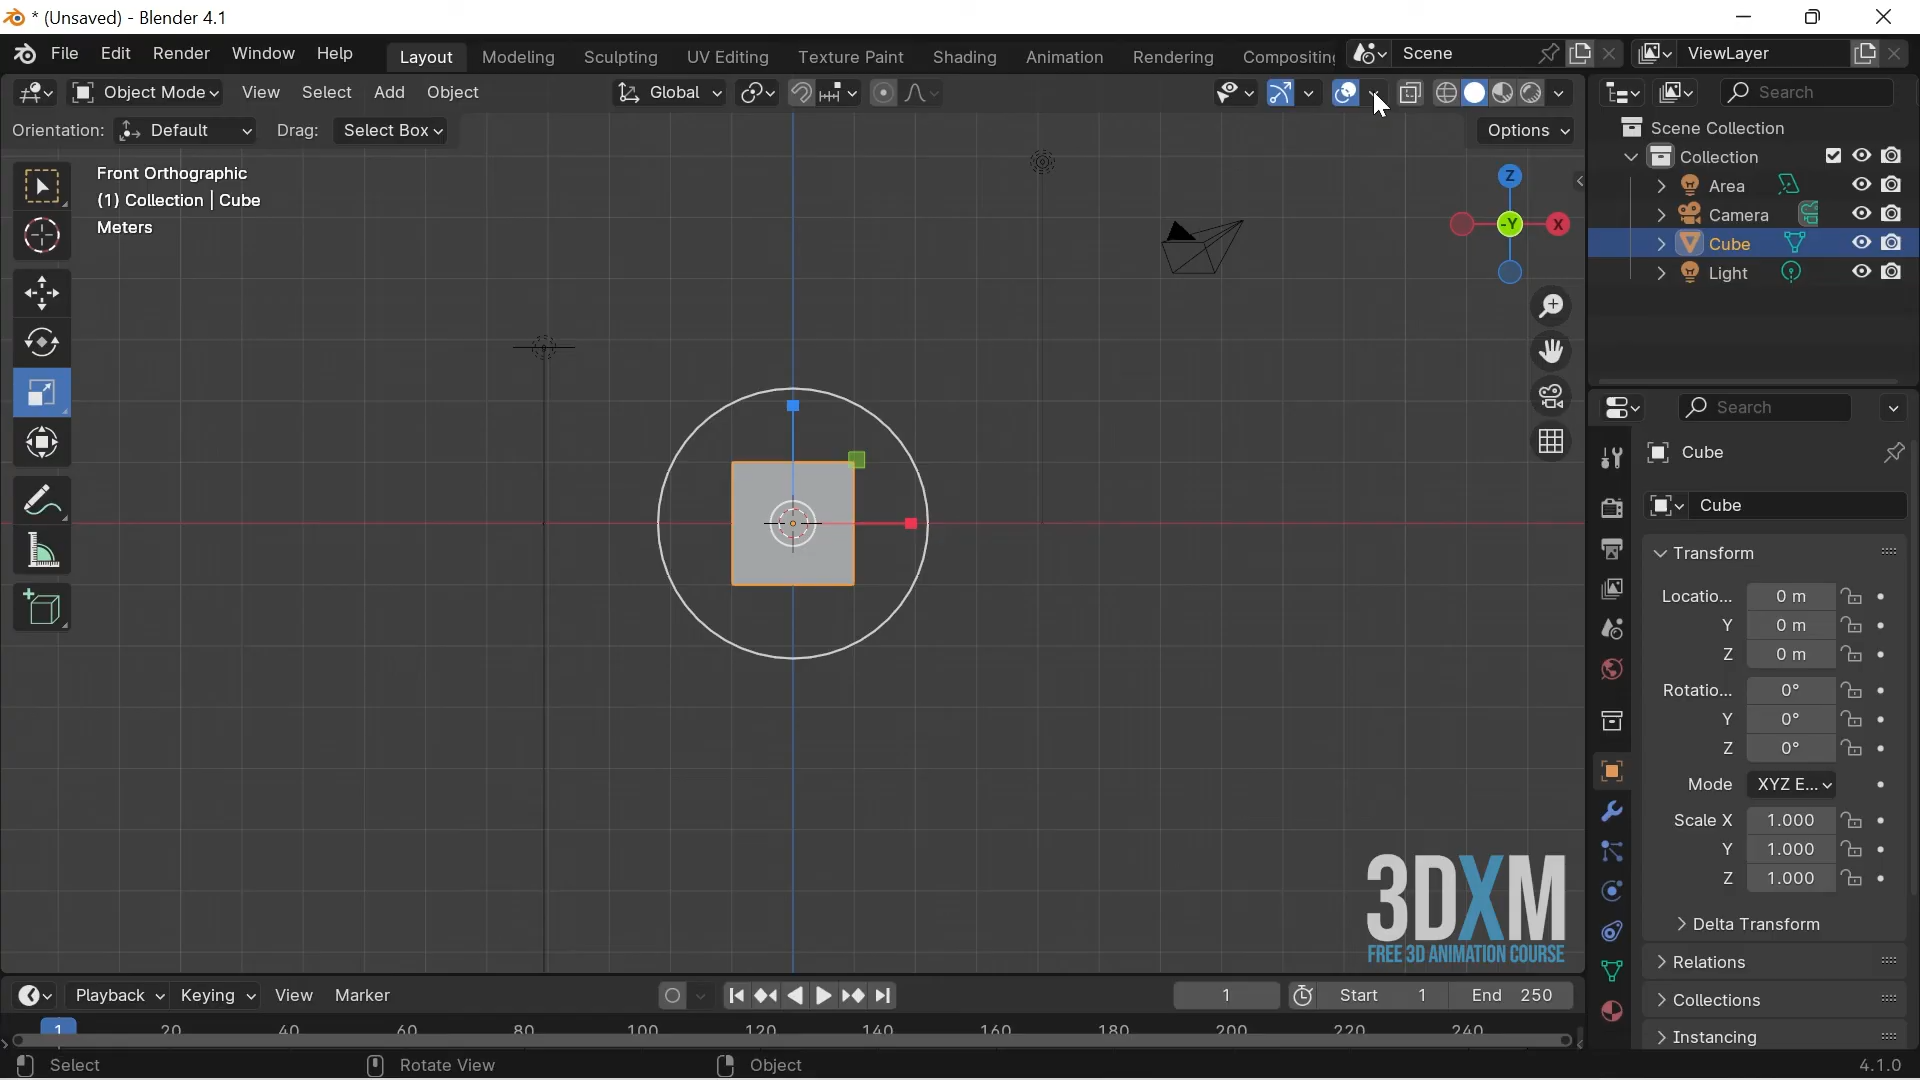 * (Unsaved) - Blender 4.1
File Edit Render Window Help
Layout Modeling Sculpting UV Editing Texture Paint Shading Animation Rendering Compositing
Scene
ViewLayer
Object Mode View Select Add Object
Global
Search
Orientation: Default Drag: Select Box
Options
Front Orthographic
(1) Collection | Cube
Meters
Z
-Y
X
Scene Collection
Collection
Area
Camera
Cube
Light
Search
Cube
Cube
Transform
Locatio... 0 m
Y 0 m
Z 0 m
Rotatio... 0°
Y 0°
Z 0°
Mode XYZ E...
Scale X 1.000
Y 1.000
Z 1.000
Delta Transform
Relations
Collections
Instancing
3DXM
FREE 3D ANIMATION COURSE
Playback Keying View Marker
1
Start 1 End 250
1 20 40 60 80 100 120 140 160 180 200 220 240
Select Rotate View Object
4.1.0